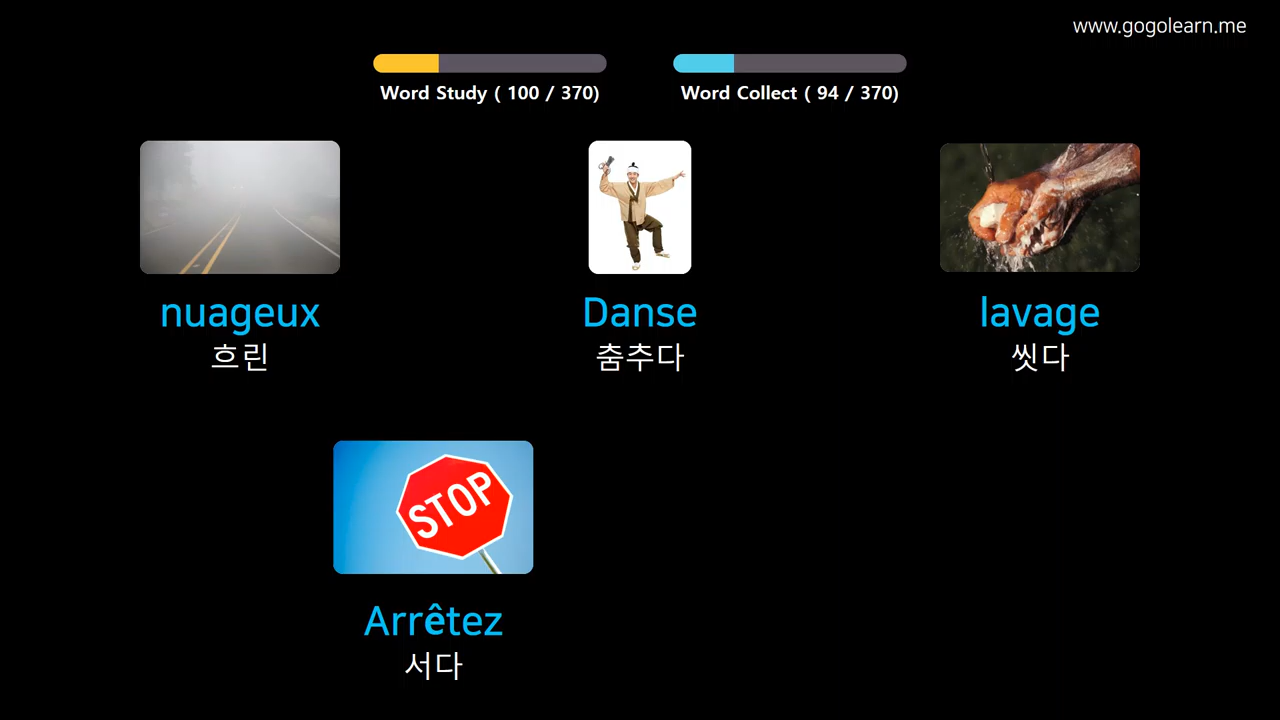 www.gogolearn.me
Word Study ( 100 / 370)
Word Collect ( 94 / 370)
nuageux
흐린
Danse
춤추다
lavage
씻다
STOP
Arrêtez
서다